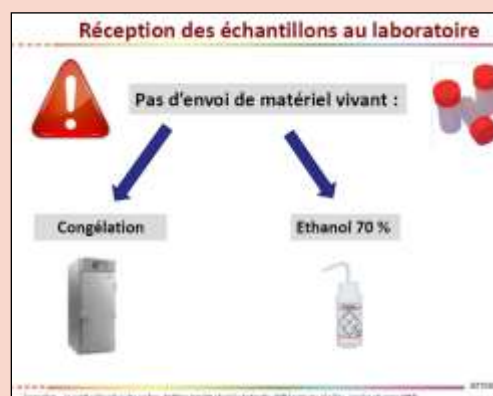 Réception des échantillons au laboratoire
Pas d'envoi de matériel vivant :
Congélation
Ethanol 70 %